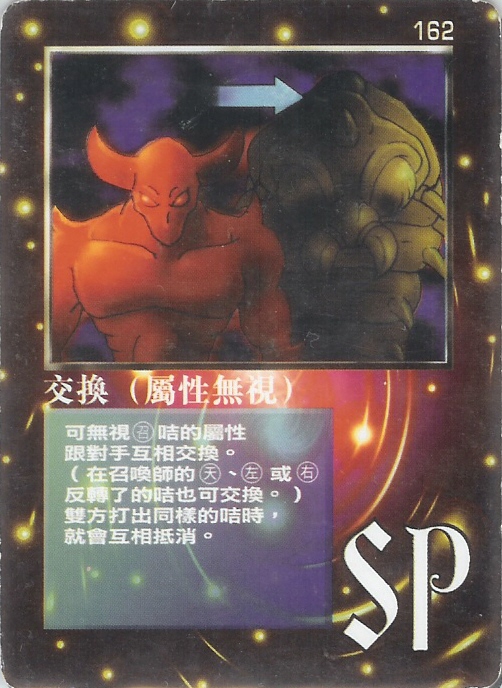 162
交換（屬性無視）
可無視㊁咭的屬性
跟對手互相交換。
（在召喚師的天、左或右
反轉了的咭也可交換。）
雙方打出同樣的咭時，
就會互相抵消。
SP